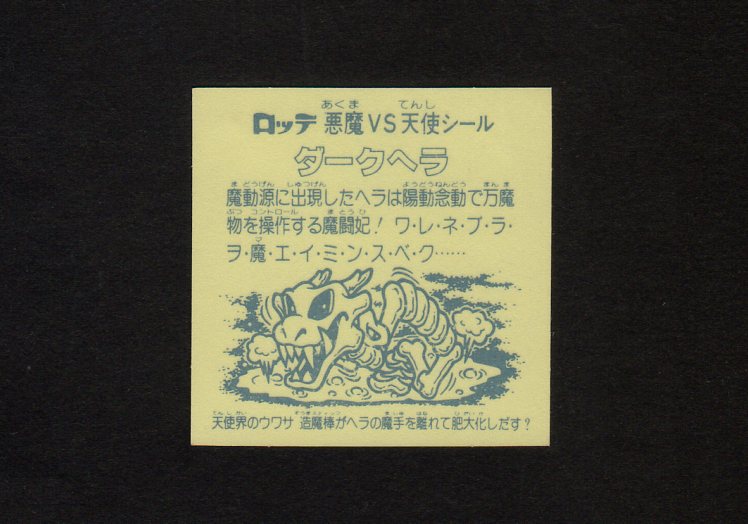 ロッテ 悪魔VS天使シール
ダークヘラ
魔動源に出現したヘラは陽動念動で万魔
物を操作する魔闘妃！ ワ・レ・ネ・ブ・ラ・
ヲ・魔・エ・イ・ミ・ン・ス・ベ・ク……
天使界のウワサ 造魔棒がヘラの魔手を離れて肥大化しだす？